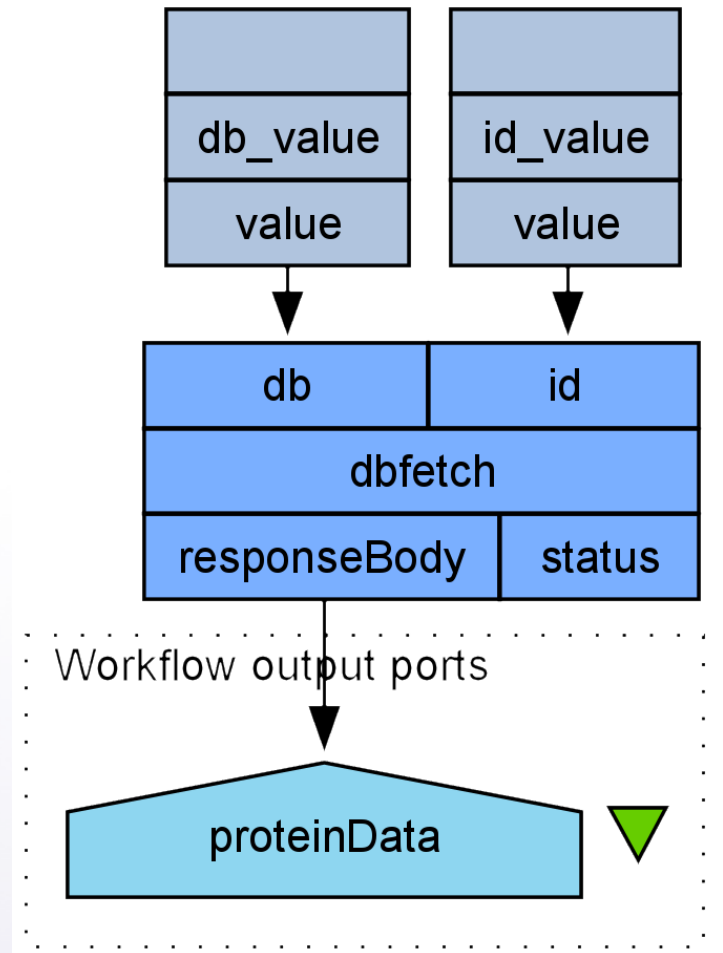 db_value
id_value
value
value
db
id
dbfetch
responseBody
status
Workflow output ports
proteinData